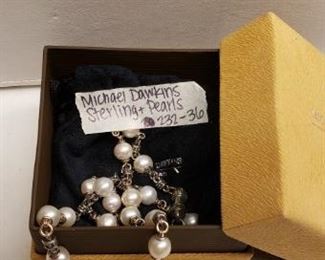 Michael Dawkins
Sterling + Pearls
232-36